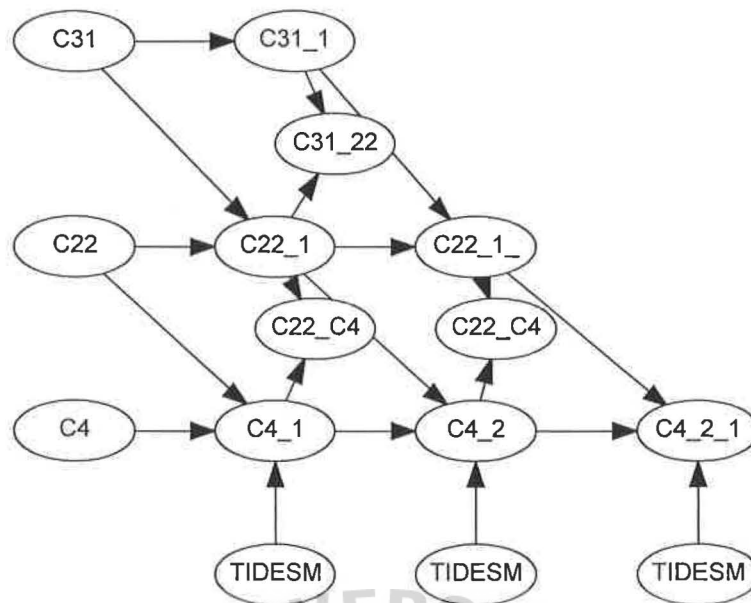 C31
C31_1
C31_22
C22
C22_1
C22_1_
C22_C4
C22_C4
C4
C4_1
C4_2
C4_2_1
TIDESM
TIDESM
TIDESM